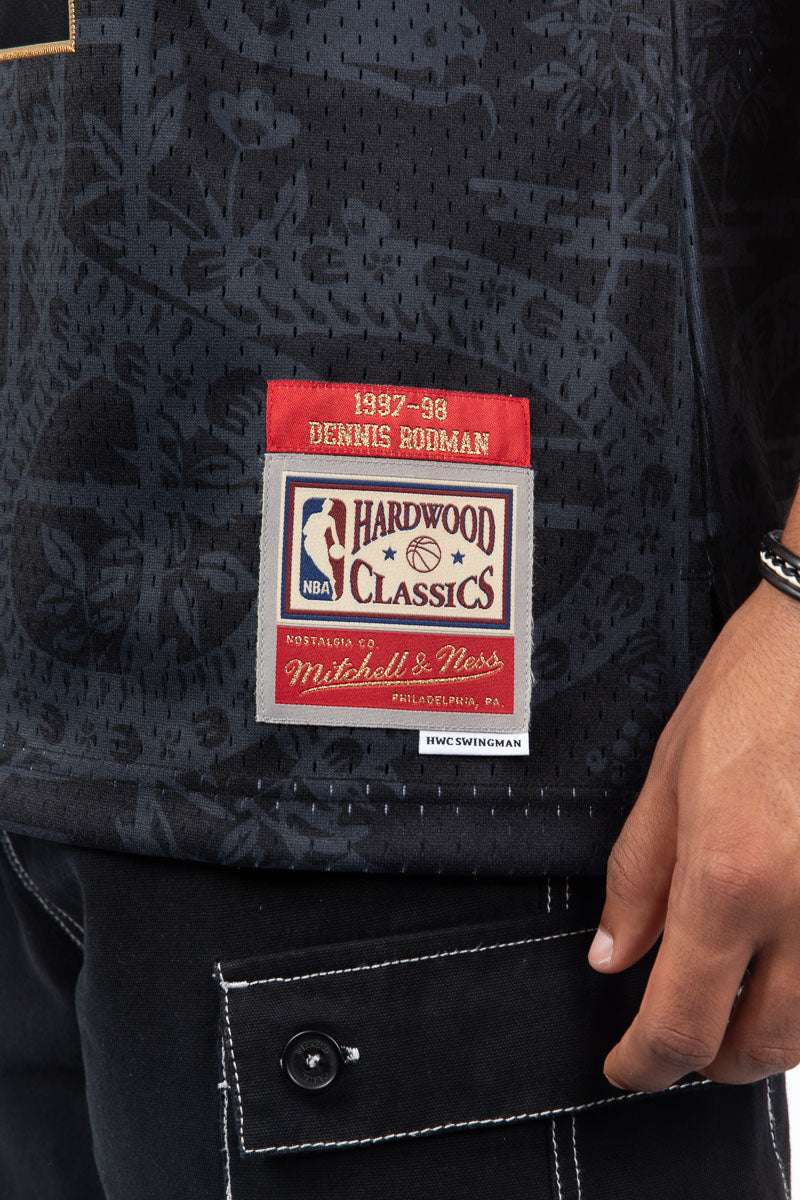 1997-98
DENNIS RODMAN
HARDWOOD
CLASSICS
NBA
NOSTALGIA CO.
Mitchell & Ness
PHILADELPHIA, PA.
HWC SWINGMAN